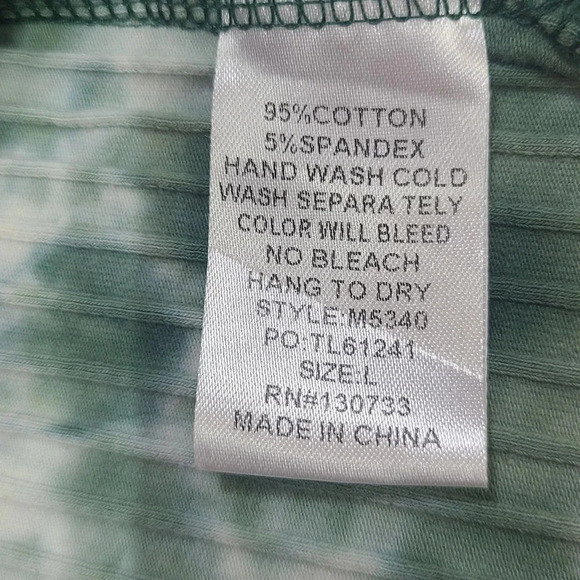 95%COTTON
5%SPANDEX
HAND WASH COLD
WASH SEPARA TELY
COLOR WILL BLEED
NO BLEACH
HANG TO DRY
STYLE:M5340
PO:TL61241
SIZE:L
RN#130733
MADE IN CHINA